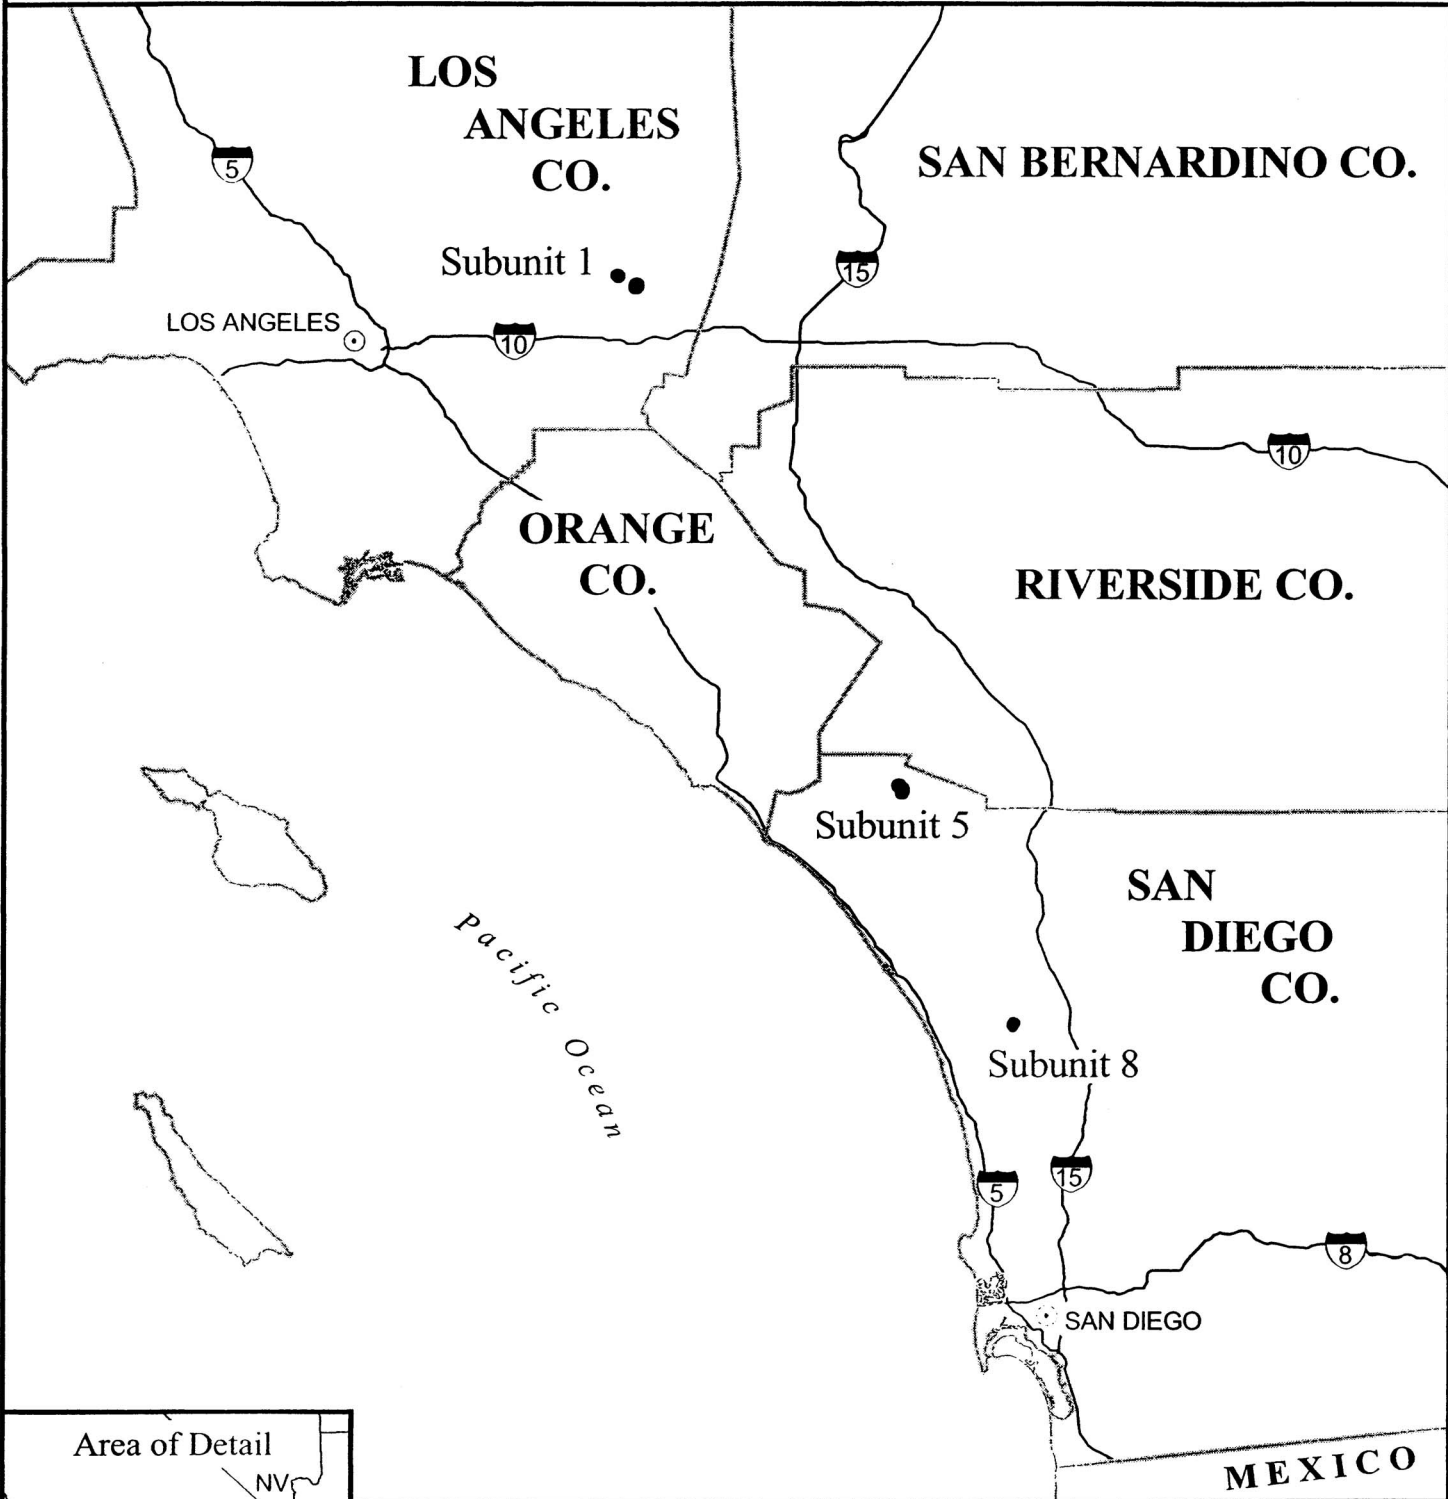 LOS
ANGELES
CO.
SAN BERNARDINO CO.
5
Subunit 1
15
LOS ANGELES
10
10
ORANGE
CO.
RIVERSIDE CO.
Subunit 5
SAN
DIEGO
CO.
Pacific Ocean
Subunit 8
5
15
8
SAN DIEGO
Area of Detail
NV
MEXICO